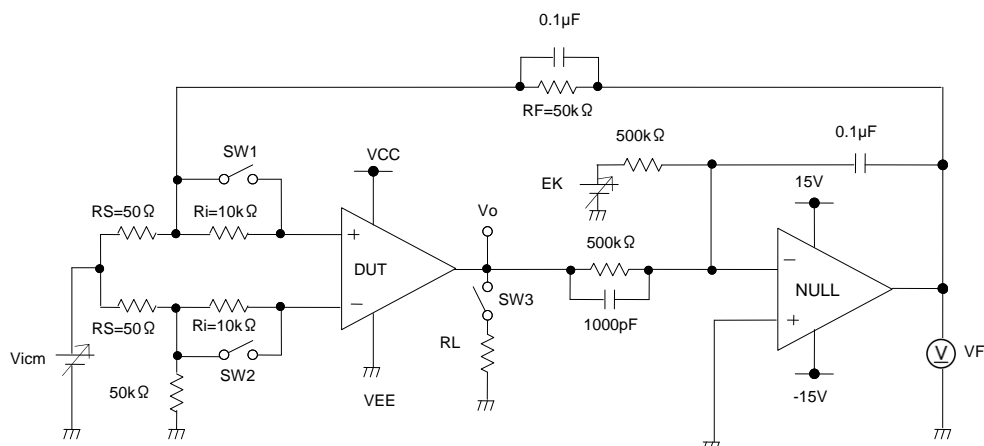 0.1µF
RF=50kΩ
500kΩ
0.1µF
SW1
VCC
EK
15V
RS=50Ω
Ri=10kΩ
Vo
500kΩ
+
DUT
−
−
NULL
+
SW3
1000pF
RS=50Ω
Ri=10kΩ
Vicm
RL
V
VF
SW2
50kΩ
VEE
-15V